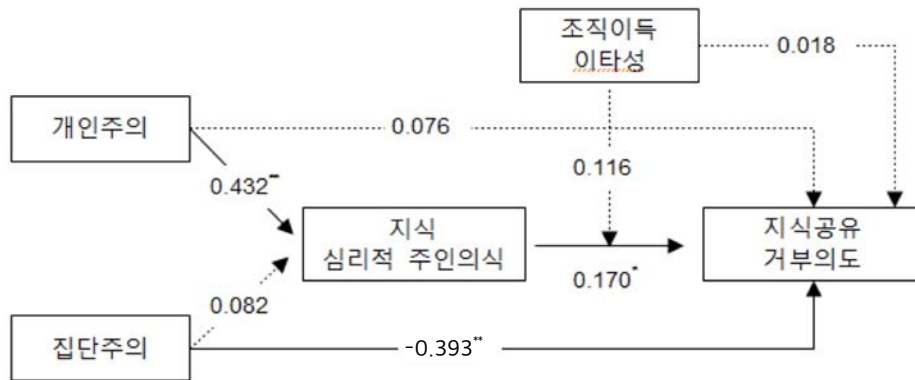 조직이득
이타성
0.018
개인주의
0.076
0.432**
0.116
지식
심리적 주인의식
지식공유
거부의도
0.170*
0.082
집단주의
-0.393**